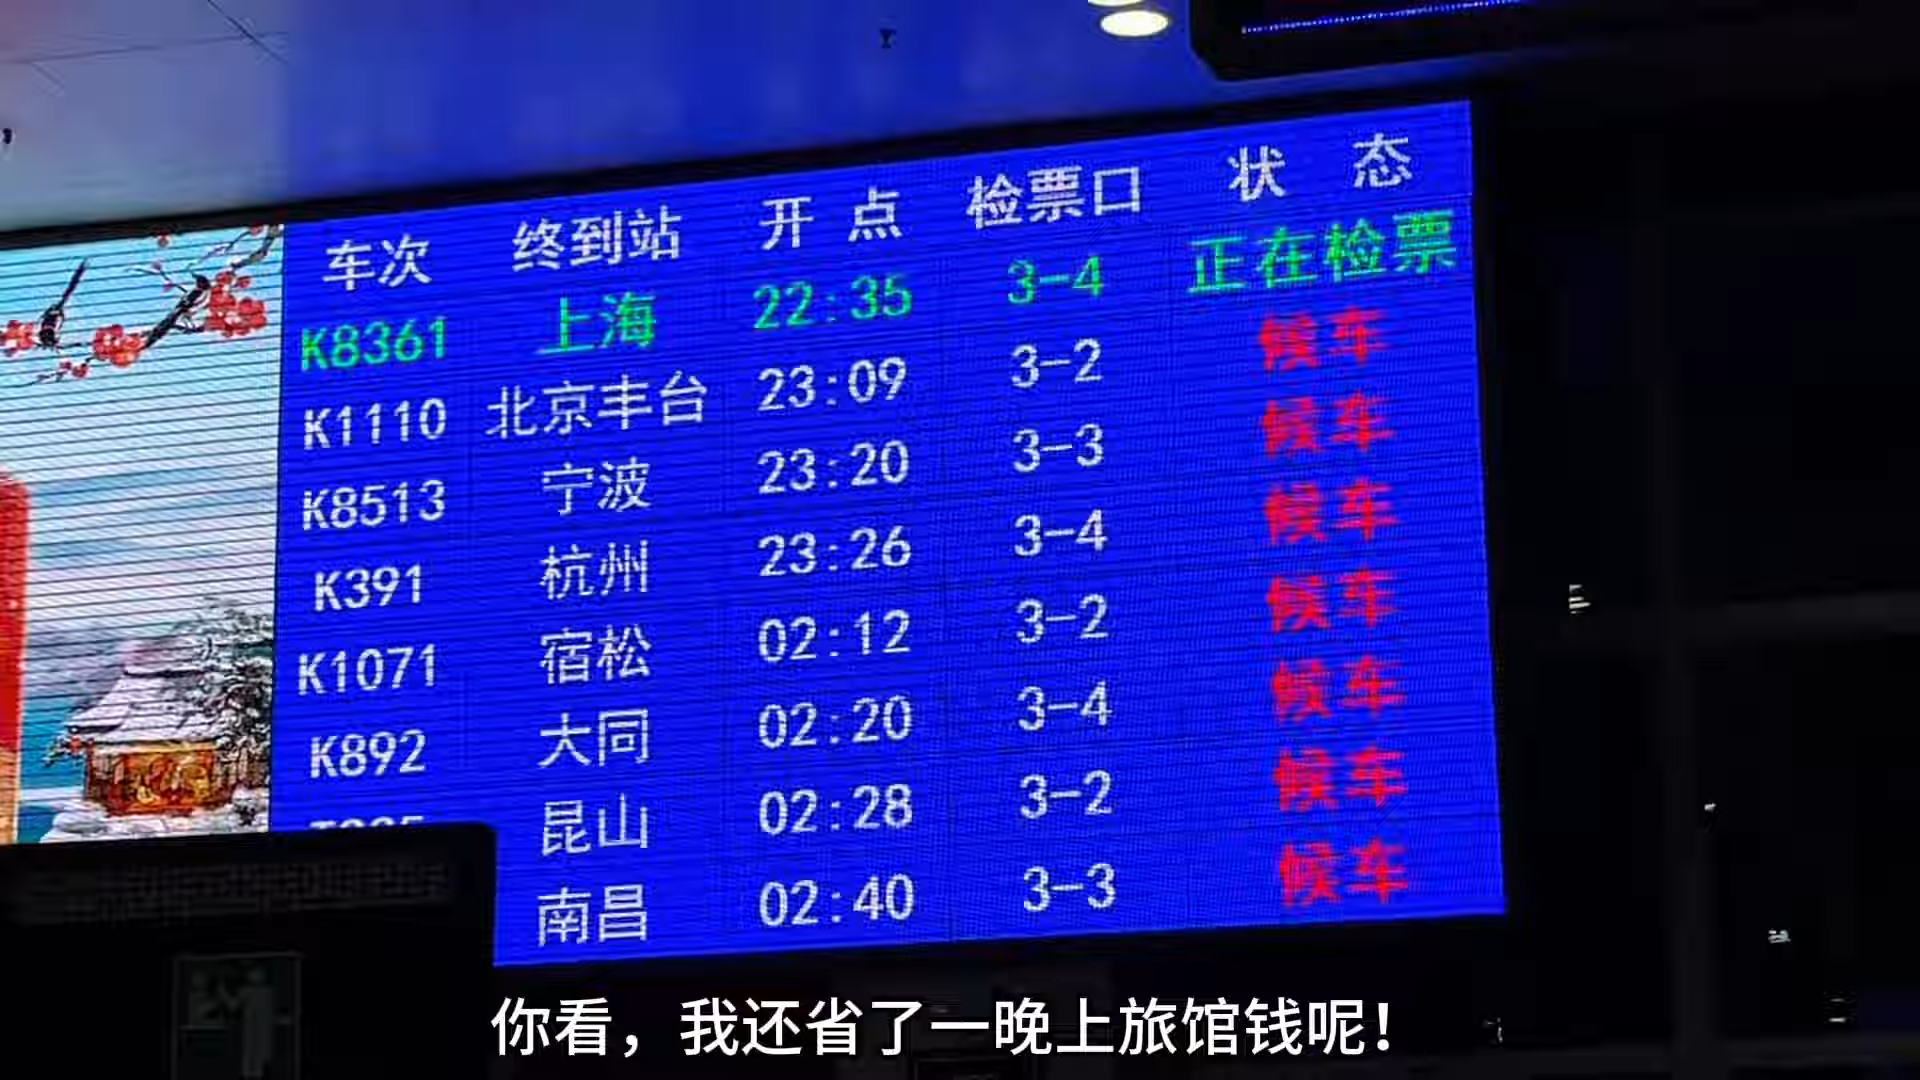 车次 终到站 开点 检票口 状态
K8361 上海 22:35 3-4 正在检票
K1110 北京丰台 23:09 3-2 候车
K8513 宁波 23:20 3-3 候车
K391 杭州 23:26 3-4 候车
K1071 宿松 02:12 3-2 候车
K892 大同 02:20 3-4 候车
昆山 02:28 3-2 候车
南昌 02:40 3-3 候车
你看，我还省了一晚上旅馆钱呢！